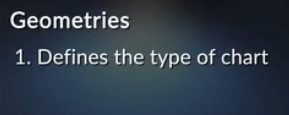 Geometries
1. Defines the type of chart